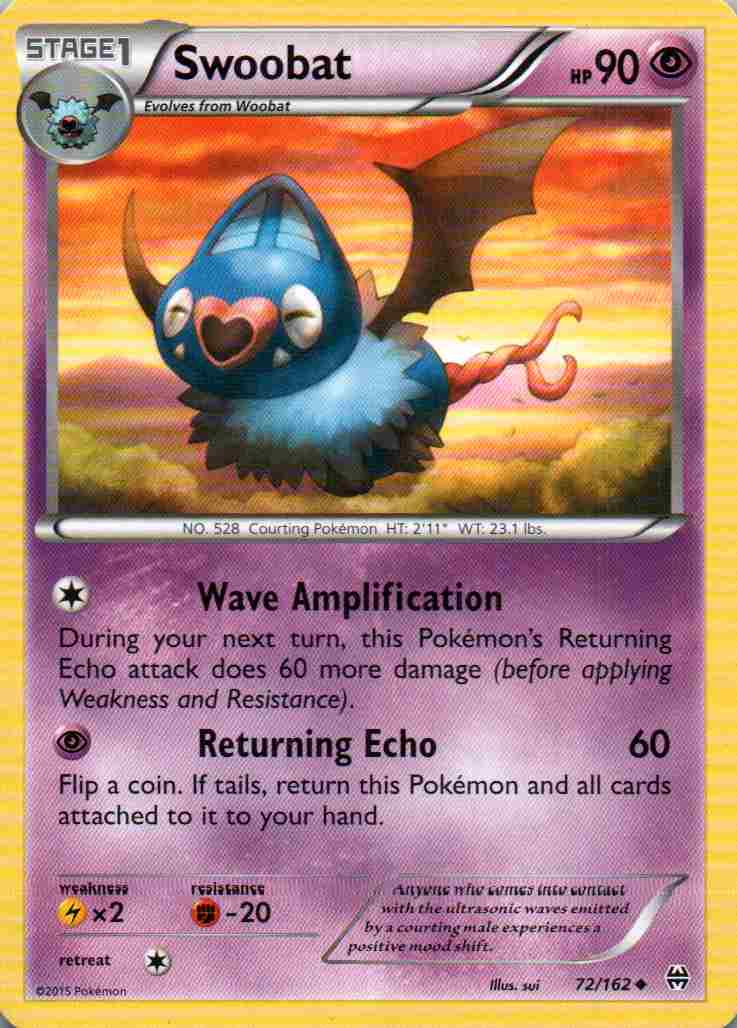 STAGE1
Swoobat
HP 90
Evolves from Woobat
NO. 528 Courting Pokémon HT: 2'11" WT: 23.1 lbs.
Wave Amplification
During your next turn, this Pokémon's Returning
Echo attack does 60 more damage (before applying
Weakness and Resistance).
Returning Echo 60
Flip a coin. If tails, return this Pokémon and all cards
attached to it to your hand.
weakness resistance
×2 -20
retreat
Anyone who comes into contact
with the ultrasonic waves emitted
by a courting male experiences a
positive mood shift.
Illus. sui 72/162
©2015 Pokémon